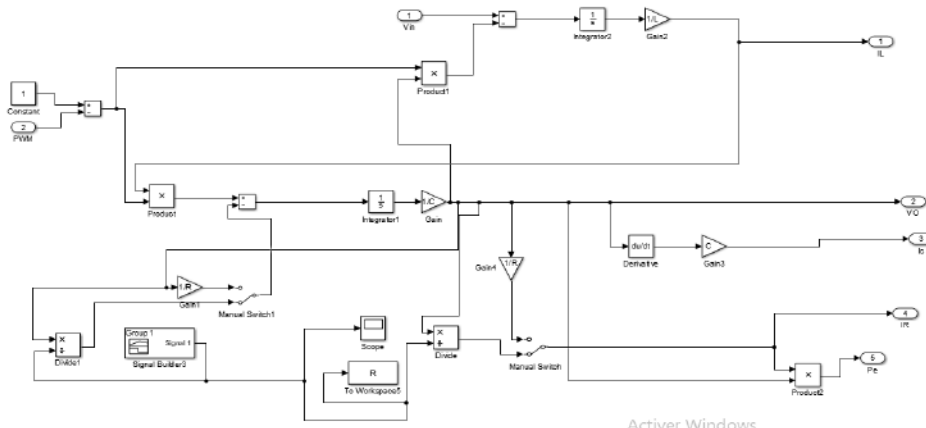 1
Vin
+
-
1
s
Integrator2
1/L
Gain2
1
IL
1
Constant
+
-
×
Product1
2
PWM
×
Product
+
-
1
s
Integrator1
1/C
Gain
2
VO
du/dt
Derivative
C
Gain3
3
Ic
Gain4
1/R
1/R
Gain1
Manual Switch1
Group 1
Signal 1
Signal Builder3
×
÷
Divide1
Scope
×
÷
Divide
Manual Switch
4
IR
R
To Workspace5
×
Product2
5
Pe
Activer Windows